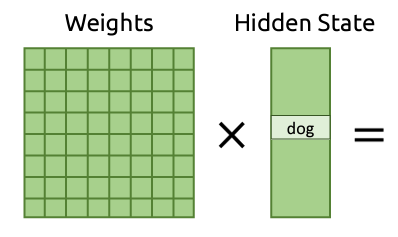 Weights Hidden State
× dog =